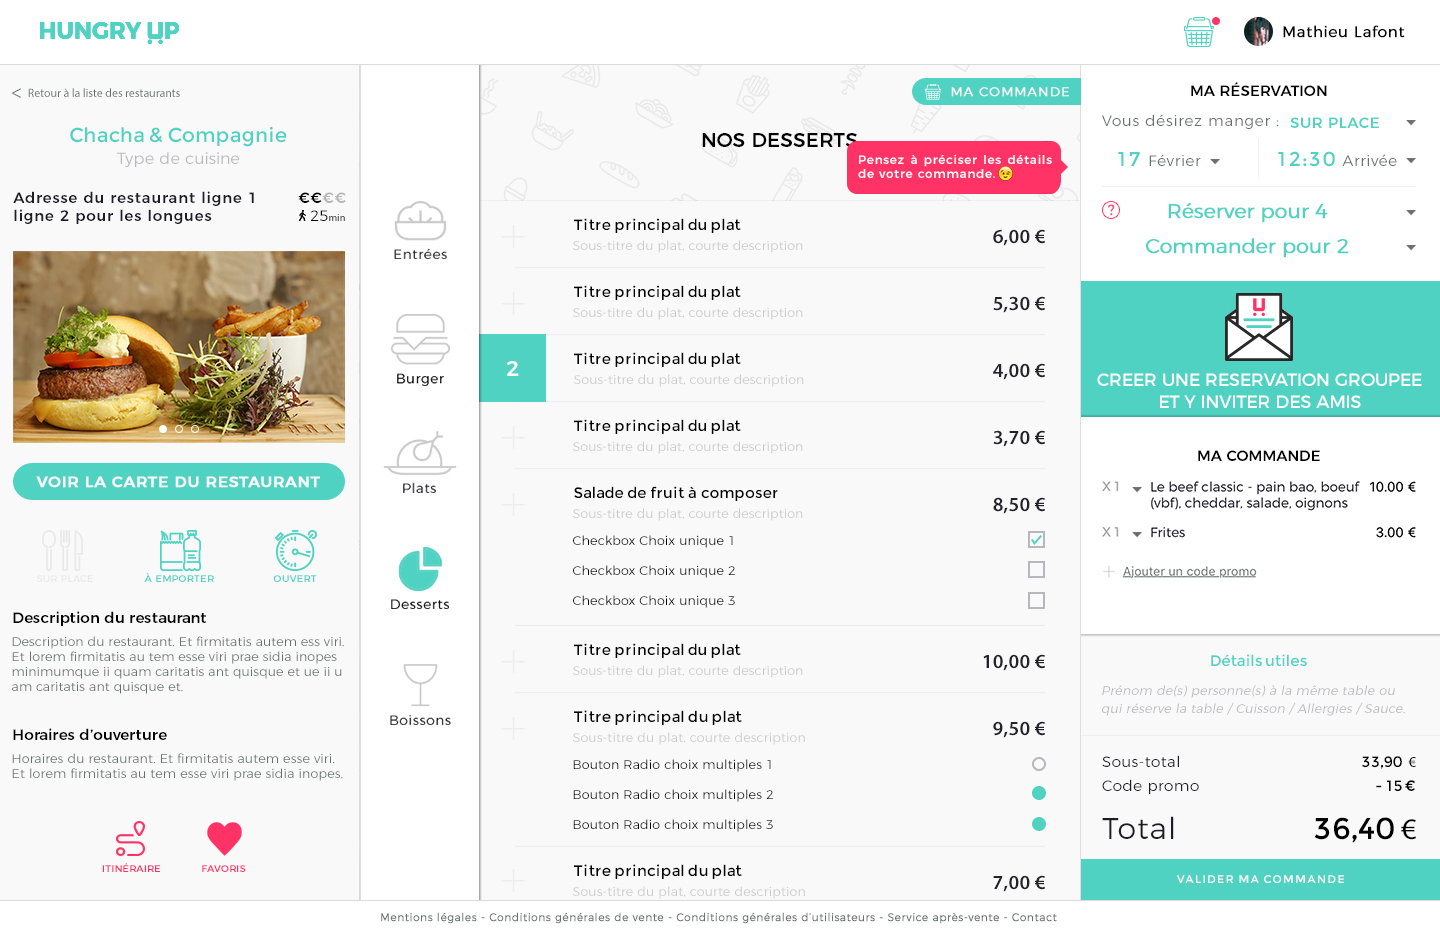 HUNGRY UP
Mathieu Lafont
< Retour à la liste des restaurants
Chacha & Compagnie
Type de cuisine
Adresse du restaurant ligne 1
ligne 2 pour les longues
€€€€
25min
VOIR LA CARTE DU RESTAURANT
SUR PLACE
À EMPORTER
OUVERT
Description du restaurant
Description du restaurant. Et firmitatis autem ess viri.
Et lorem firmitatis au tem esse viri prae sidia inopes
minimumque ii quam caritatis ant quisque et ue ii u
am caritatis ant quisque et.
Horaires d’ouverture
Horaires du restaurant. Et firmitatis autem esse viri.
Et lorem firmitatis au tem esse viri prae sidia inopes.
ITINÉRAIRE
FAVORIS
Entrées
Burger
Plats
Desserts
Boissons
MA COMMANDE
NOS DESSERTS
Pensez à préciser les détails
de votre commande. 😉
Titre principal du plat
Sous-titre du plat, courte description
6,00 €
Titre principal du plat
Sous-titre du plat, courte description
5,30 €
2
Titre principal du plat
Sous-titre du plat, courte description
4,00 €
Titre principal du plat
Sous-titre du plat, courte description
3,70 €
Salade de fruit à composer
Sous-titre du plat, courte description
8,50 €
Checkbox Choix unique 1
Checkbox Choix unique 2
Checkbox Choix unique 3
Titre principal du plat
Sous-titre du plat, courte description
10,00 €
Titre principal du plat
Sous-titre du plat, courte description
9,50 €
Bouton Radio choix multiples 1
Bouton Radio choix multiples 2
Bouton Radio choix multiples 3
Titre principal du plat
Sous-titre du plat, courte description
7,00 €
MA RÉSERVATION
Vous désirez manger : SUR PLACE
17 Février
12:30 Arrivée
? Réserver pour 4
Commander pour 2
CREER UNE RESERVATION GROUPEE
ET Y INVITER DES AMIS
MA COMMANDE
X 1 Le beef classic - pain bao, boeuf 10.00 €
(vbf), cheddar, salade, oignons
X 1 Frites 3.00 €
Ajouter un code promo
Détails utiles
Prénom de(s) personne(s) à la même table ou
qui réserve la table / Cuisson / Allergies / Sauce.
Sous-total 33,90 €
Code promo - 15 €
Total 36,40 €
VALIDER MA COMMANDE
Mentions légales - Conditions générales de vente - Conditions générales d’utilisateurs - Service après-vente - Contact